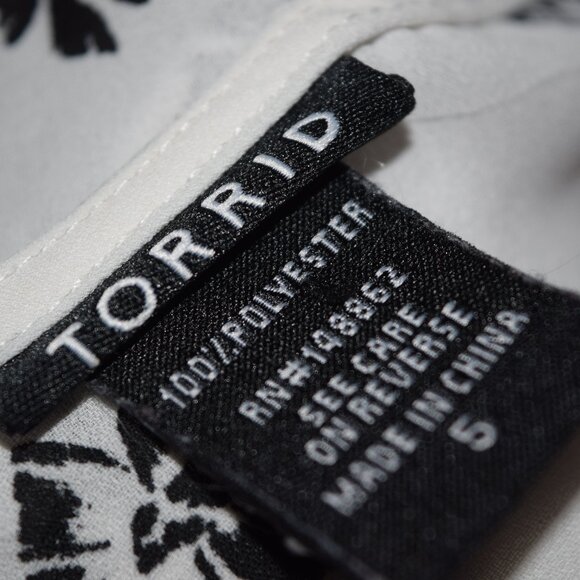 TORRID
100% POLYESTER
RN#148862
SEE CARE
ON REVERSE
MADE IN CHINA
5